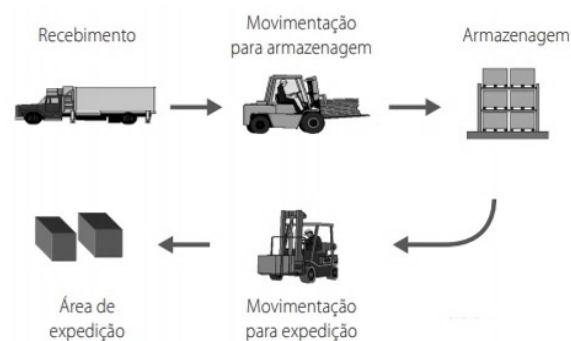 Recebimento
Movimentação
para armazenagem
Armazenagem
Área de
expedição
Movimentação
para expedição